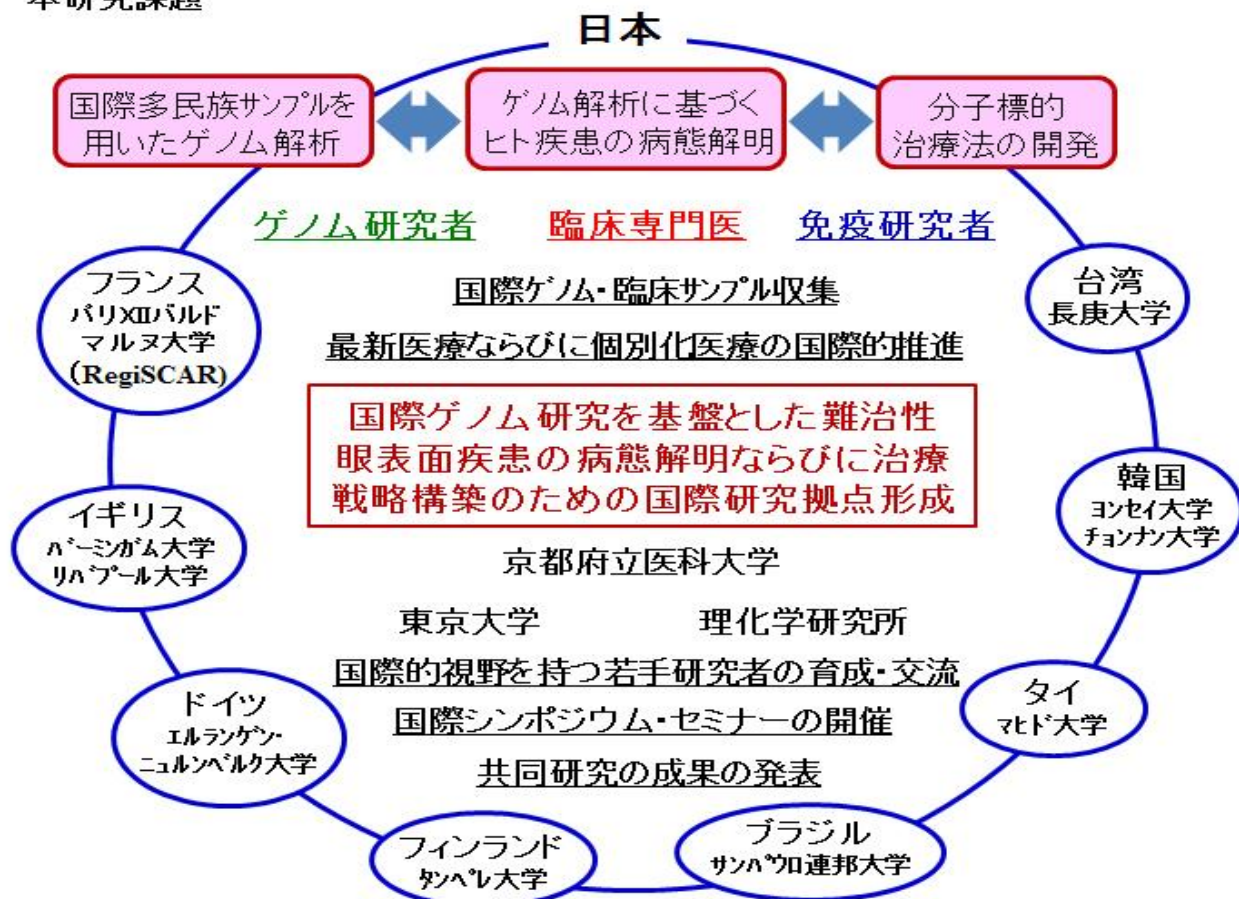 本研究課題
日本
国際多民族サンプルを
用いたゲノム解析
ゲノム解析に基づく
ヒト疾患の病態解明
分子標的
治療法の開発
ゲノム研究者
臨床専門医
免疫研究者
国際ゲノム・臨床サンプル収集
最新医療ならびに個別化医療の国際的推進
国際ゲノム研究を基盤とした難治性
眼表面疾患の病態解明ならびに治療
戦略構築のための国際研究拠点形成
京都府立医科大学
東京大学
理化学研究所
国際的視野を持つ若手研究者の育成・交流
国際シンポジウム・セミナーの開催
共同研究の成果の発表
フランス
パリXIIバルド
マルヌ大学
(RegiSCAR)
イギリス
バーミンガム大学
リバプール大学
ドイツ
エルランゲン・
ニュルンベルク大学
フィンランド
タンペレ大学
ブラジル
サンパウロ連邦大学
タイ
マヒド大学
韓国
ヨンセイ大学
チョンナン大学
台湾
長庚大学